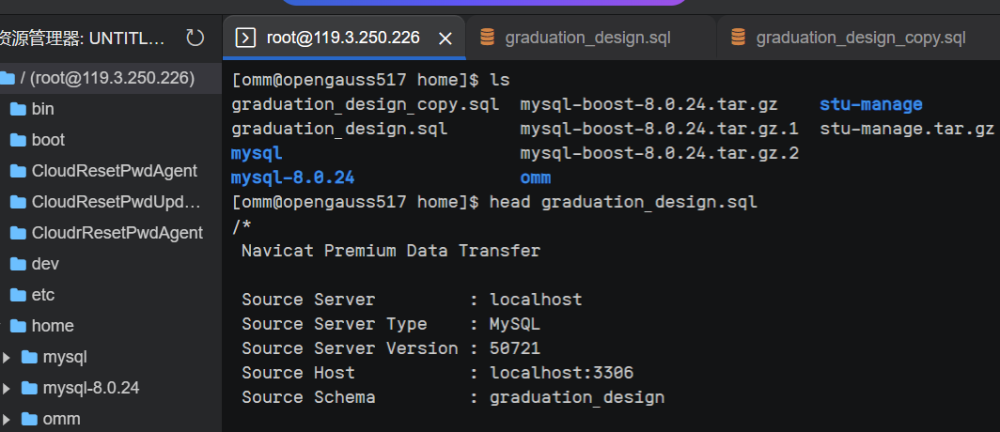 资源管理器: UNTITL...
root@119.3.250.226
graduation_design.sql
graduation_design_copy.sql
/ (root@119.3.250.226)
bin
boot
CloudResetPwdAgent
CloudResetPwdUpd...
CloudrResetPwdAgent
dev
etc
home
mysql
mysql-8.0.24
omm
[omm@opengauss517 home]$ ls
graduation_design_copy.sql mysql-boost-8.0.24.tar.gz stu-manage
graduation_design.sql mysql-boost-8.0.24.tar.gz.1 stu-manage.tar.gz
mysql mysql-boost-8.0.24.tar.gz.2
mysql-8.0.24 omm
[omm@opengauss517 home]$ head graduation_design.sql
/*
Navicat Premium Data Transfer
Source Server : localhost
Source Server Type : MySQL
Source Server Version : 50721
Source Host : localhost:3306
Source Schema : graduation_design